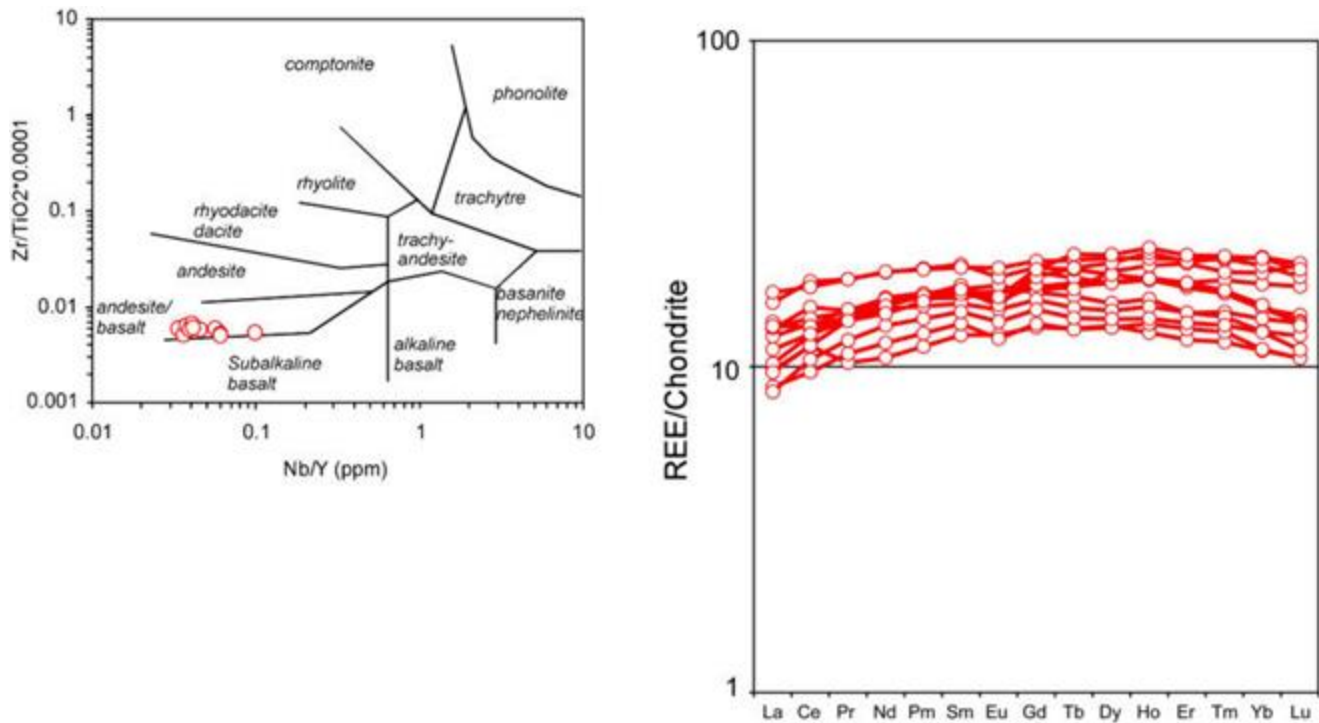 10
1
0.1
0.01
0.001
Zr/TiO2*0.0001
comptonite
phonolite
rhyolite
trachytre
rhyodacite
dacite
trachy-
andesite
andesite
andesite/
basalt
basanite
nephelinite
Subalkaline
basalt
alkaline
basalt
0.01
0.1
1
10
Nb/Y (ppm)
100
10
1
REE/Chondrite
La Ce Pr Nd Pm Sm Eu Gd Tb Dy Ho Er Tm Yb Lu